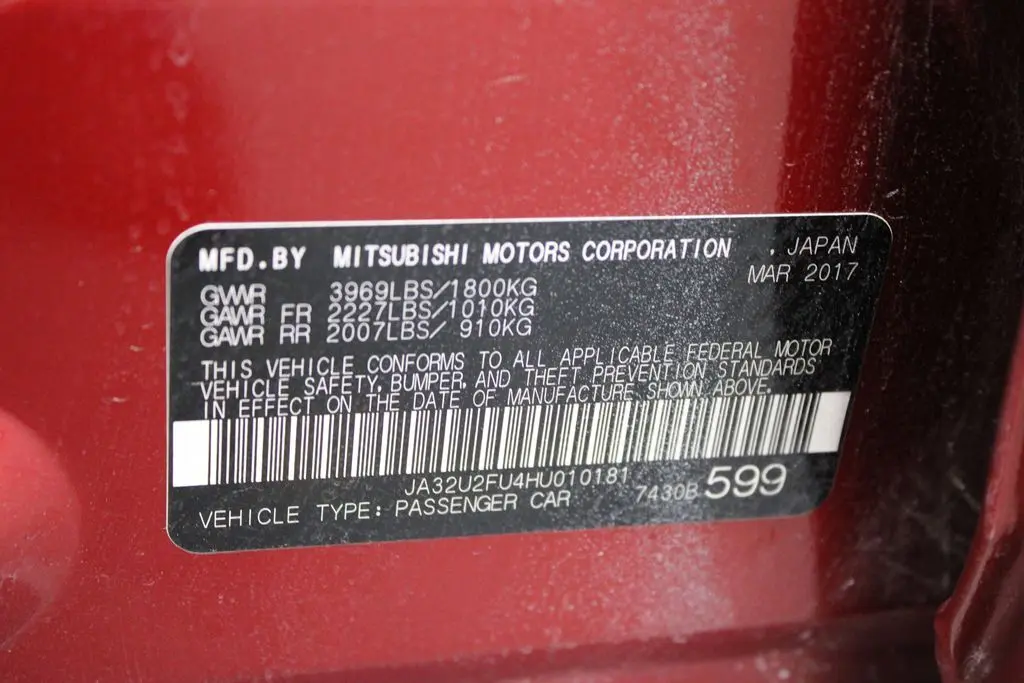 MFD.BY MITSUBISHI MOTORS CORPORATION , JAPAN
MAR 2017
GVWR 3969LBS/1800KG
GAWR FR 2227LBS/1010KG
GAWR RR 2007LBS/ 910KG
THIS VEHICLE CONFORMS TO ALL APPLICABLE FEDERAL MOTOR
VEHICLE SAFETY, BUMPER, AND THEFT PREVENTION STANDARDS
IN EFFECT ON THE DATE OF MANUFACTURE SHOWN ABOVE.
JA32U2FU4HU010181
7430B 599
VEHICLE TYPE: PASSENGER CAR